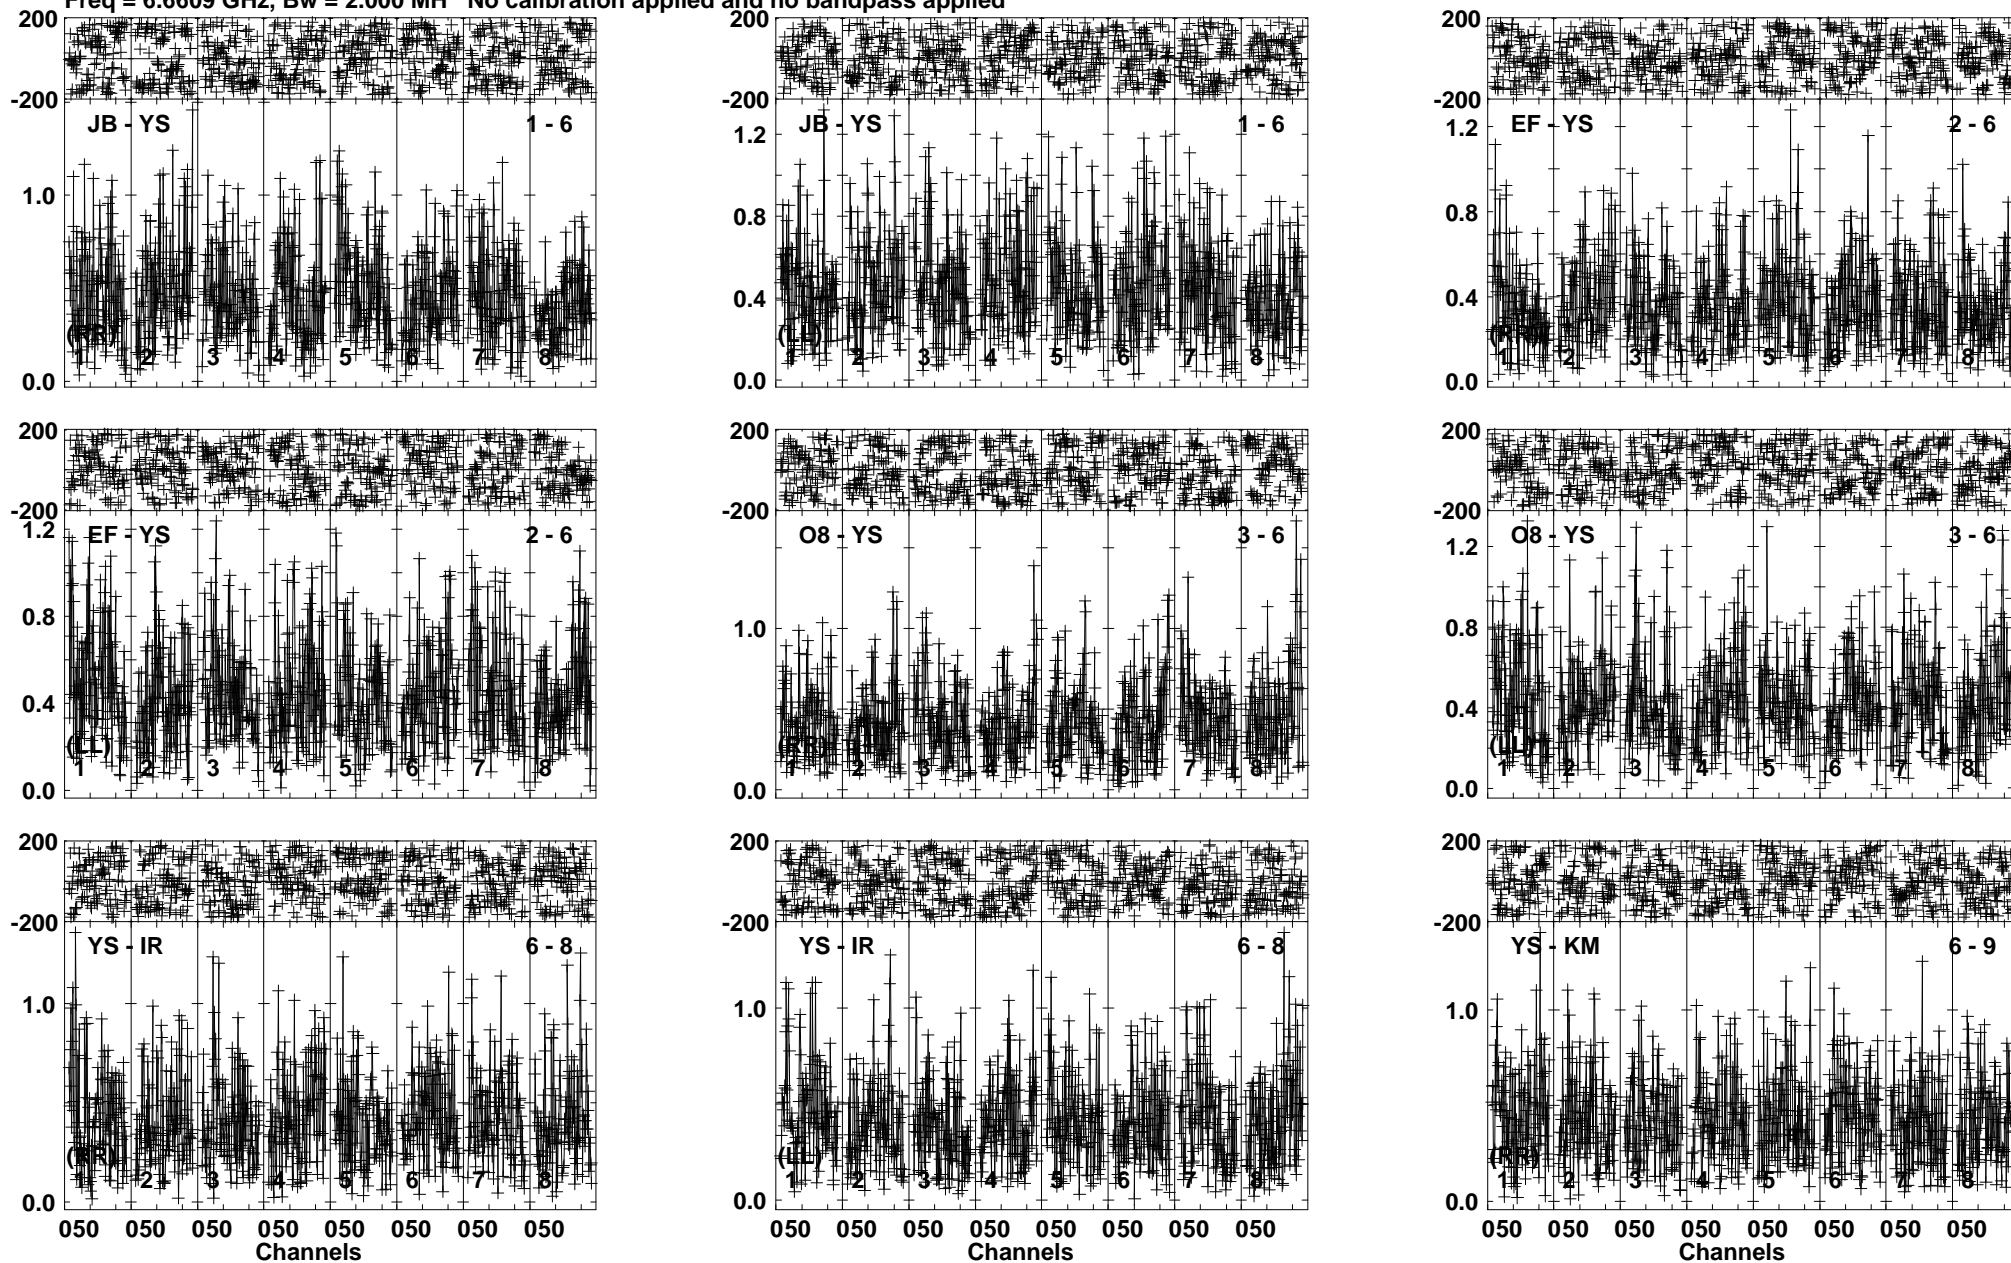 Freq = 6.6609 GHz, Bw = 2.000 MH No calibration applied and no bandpass applied
200
-200
JB - YS 1 - 6
1.0
0.0
(RR)
1 2 3 4 5 6 7 8
200
-200
JB - YS 1 - 6
1.2
0.8
0.4
0.0
(LL)
1 2 3 4 5 6 7 8
200
-200
EF - YS 2 - 6
1.2
0.8
0.4
0.0
(RR)
1 2 3 4 5 6 7 8
200
-200
EF - YS 2 - 6
1.2
0.8
0.4
0.0
(LL)
1 2 3 4 5 6 7 8
200
-200
O8 - YS 3 - 6
1.0
0.0
(RR)
1 2 3 4 5 6 7 8
200
-200
O8 - YS 3 - 6
1.2
0.8
0.4
0.0
(LL)
1 2 3 4 5 6 7 8
200
-200
YS - IR 6 - 8
1.0
0.0
(RR)
1 2 3 4 5 6 7 8
050 050 050 050 050 050 050 050
Channels
200
-200
YS - IR 6 - 8
1.0
0.0
(LL)
1 2 3 4 5 6 7 8
050 050 050 050 050 050 050 050
Channels
200
-200
YS - KM 6 - 9
1.0
0.0
(RR)
1 2 3 4 5 6 7 8
050 050 050 050 050 050 050 050
Channels